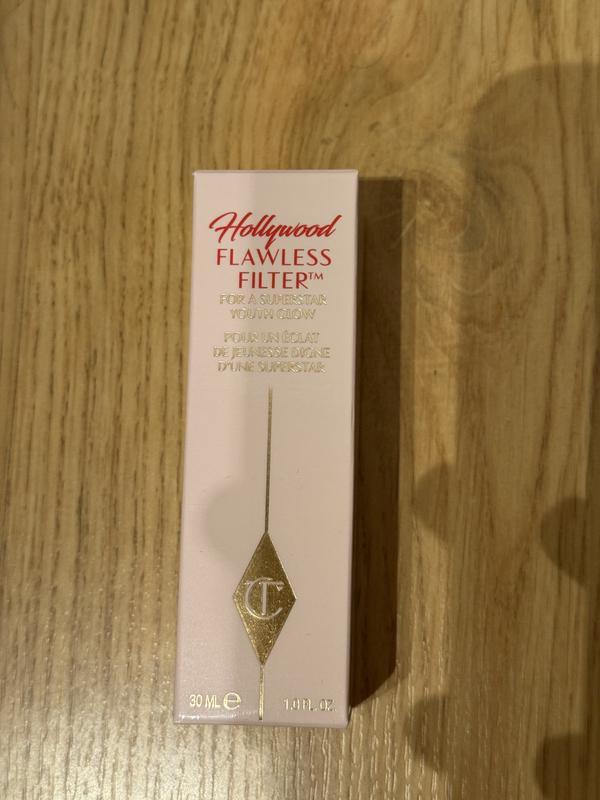 Hollywood
FLAWLESS
FILTER™
FOR A SUPERSTAR
YOUTH GLOW
POUR UN ÉCLAT
DE JEUNESSE DIGNE
D'UNE SUPERSTAR
CT
30 ML ℮ 1.0 FL. OZ.